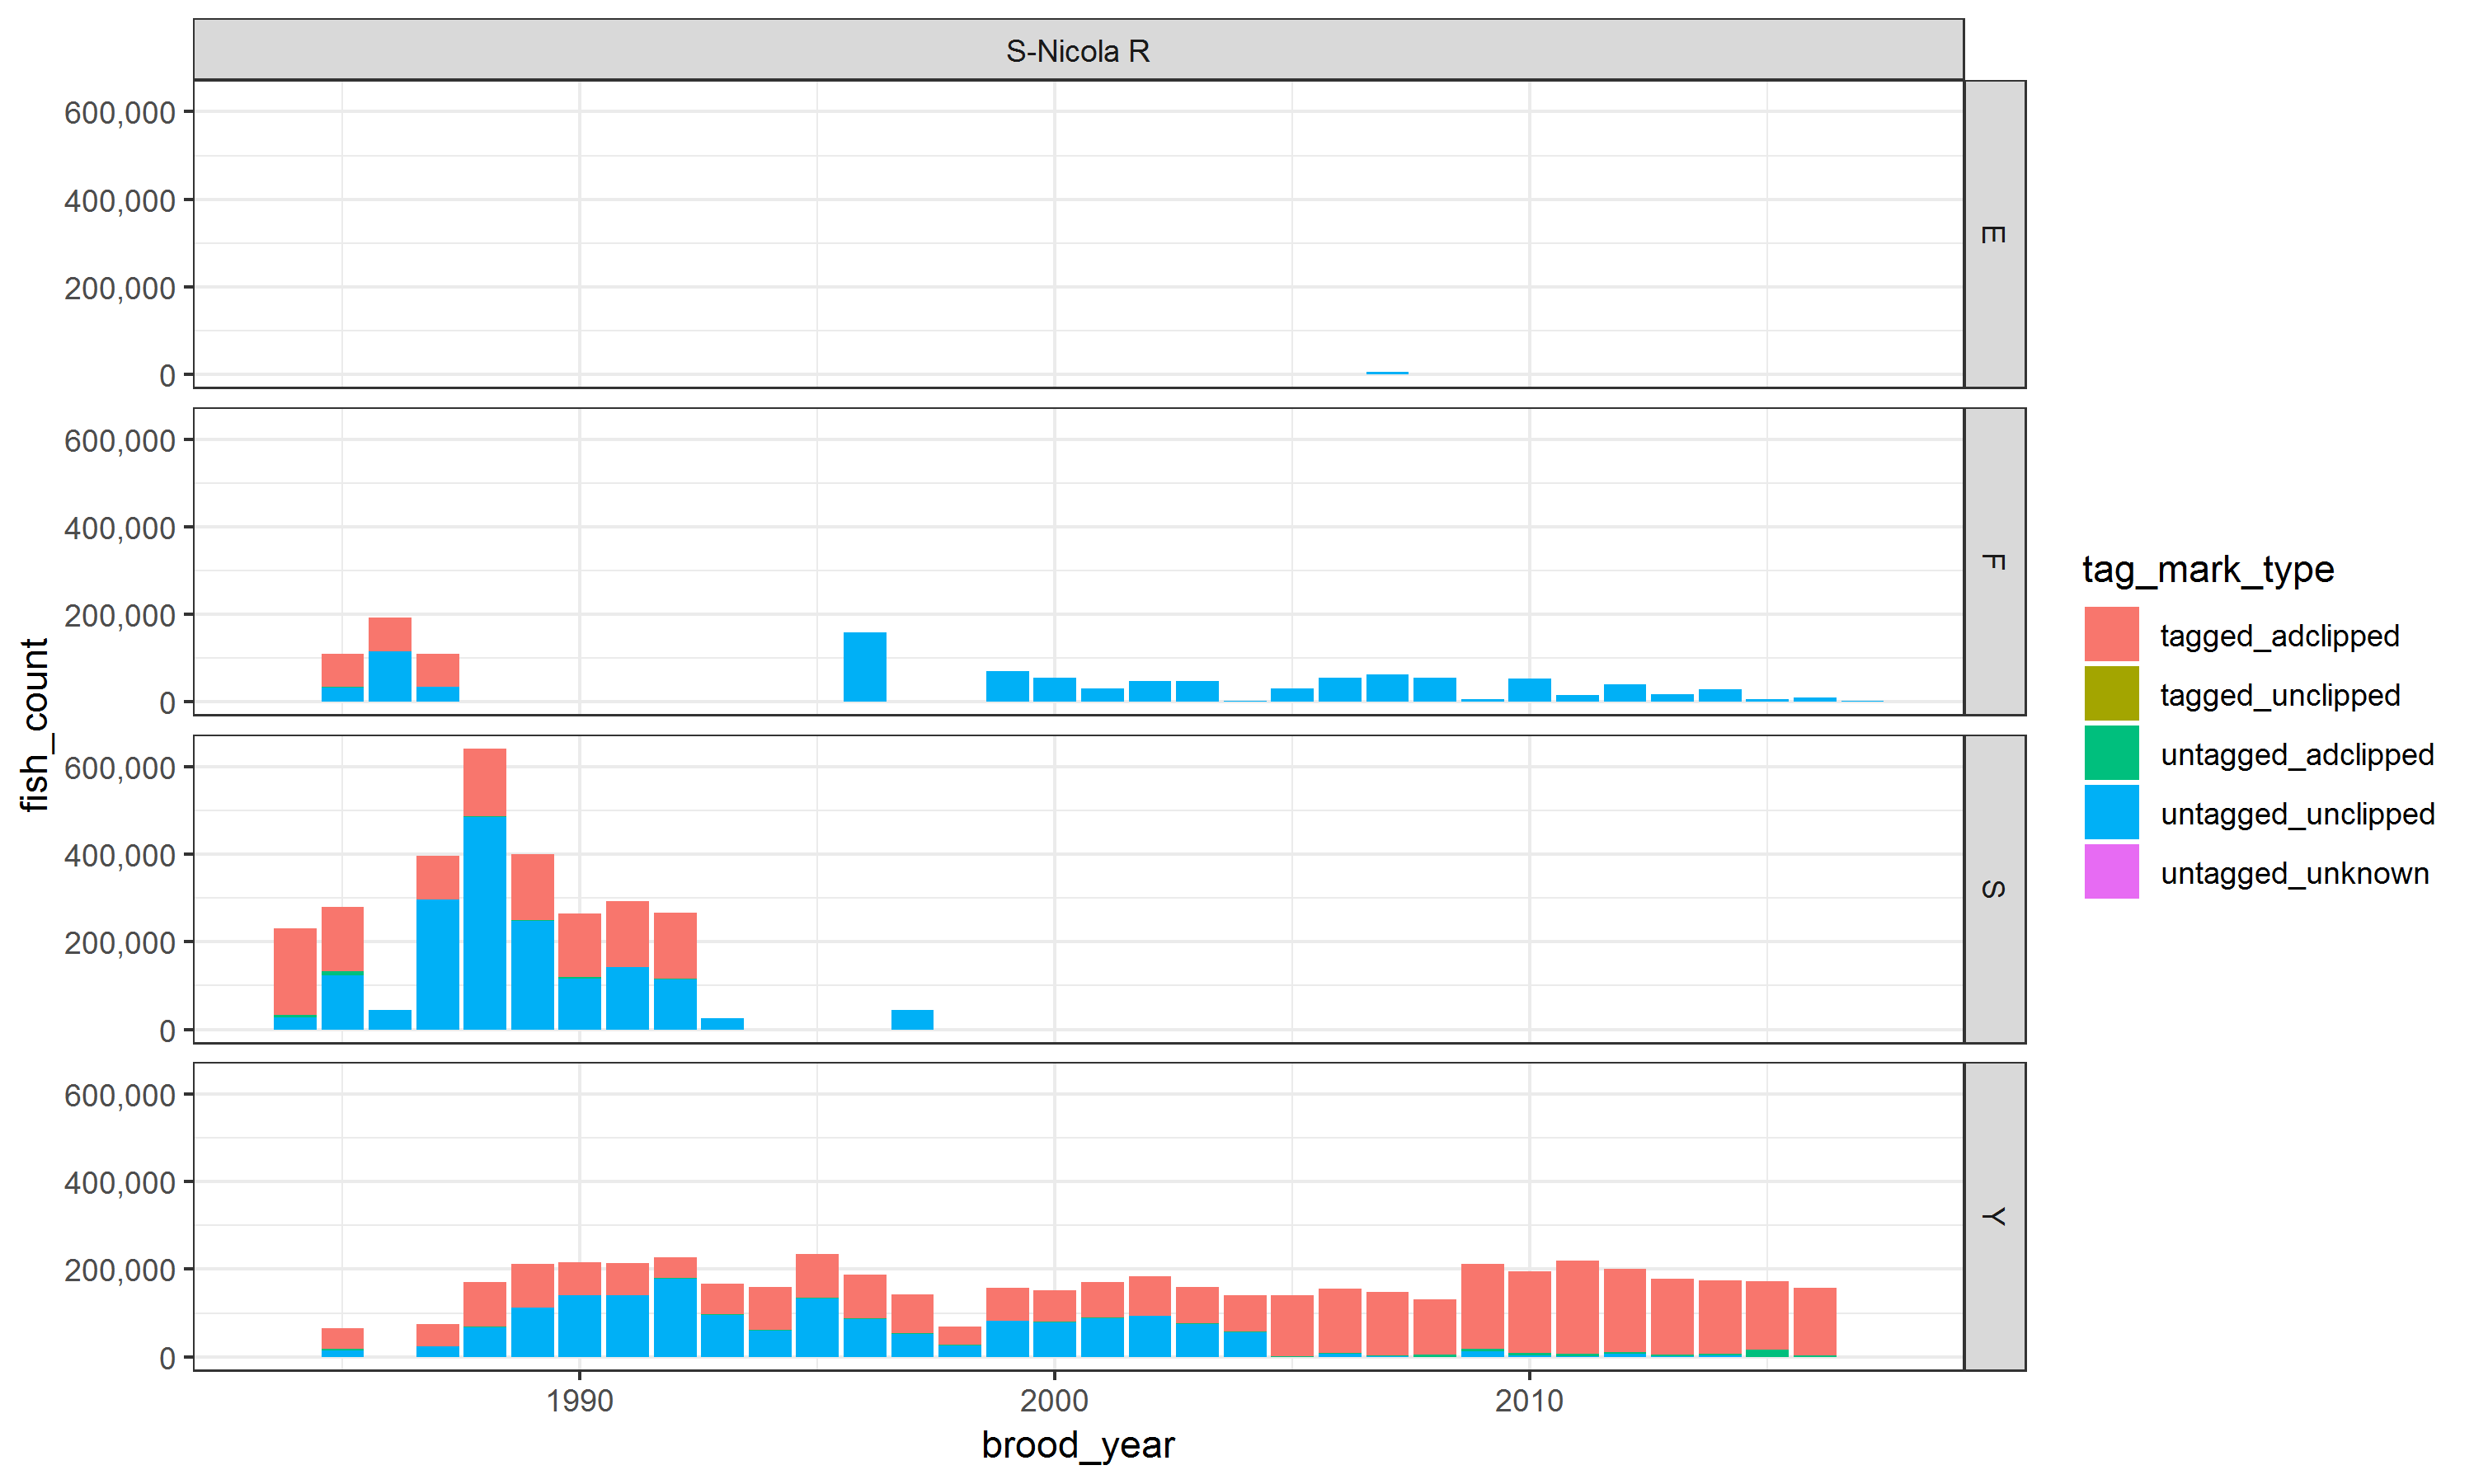 S-Nicola R
600,000
400,000
200,000
0
E
600,000
400,000
200,000
0
F
600,000
400,000
200,000
0
S
600,000
400,000
200,000
0
Y
1990
2000
2010
brood_year
fish_count
tag_mark_type
tagged_adclipped
tagged_unclipped
untagged_adclipped
untagged_unclipped
untagged_unknown